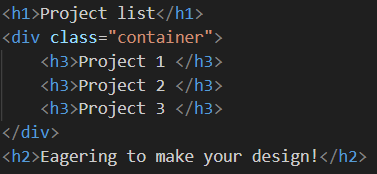 <h1>Project list</h1>
<div class="container">
    <h3>Project 1 </h3>
    <h3>Project 2 </h3>
    <h3>Project 3 </h3>
</div>
<h2>Eagering to make your design!</h2>